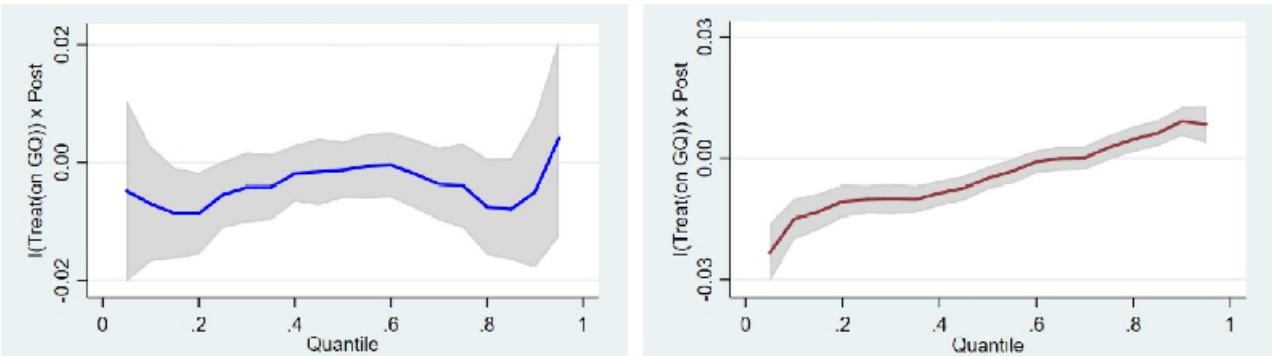 I(Treat(on GQ)) x Post
0.02
0.00
-0.02
0 .2 .4 .6 .8 1
Quantile
I(Treat(on GQ)) x Post
0.03
0.00
-0.03
0 .2 .4 .6 .8 1
Quantile